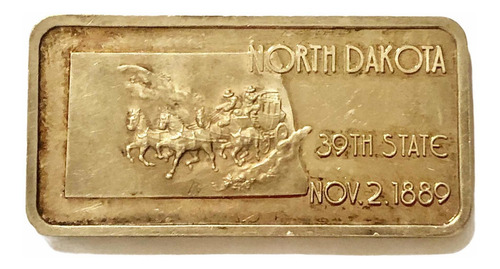 NORTH DAKOTA
39TH STATE
NOV. 2. 1889